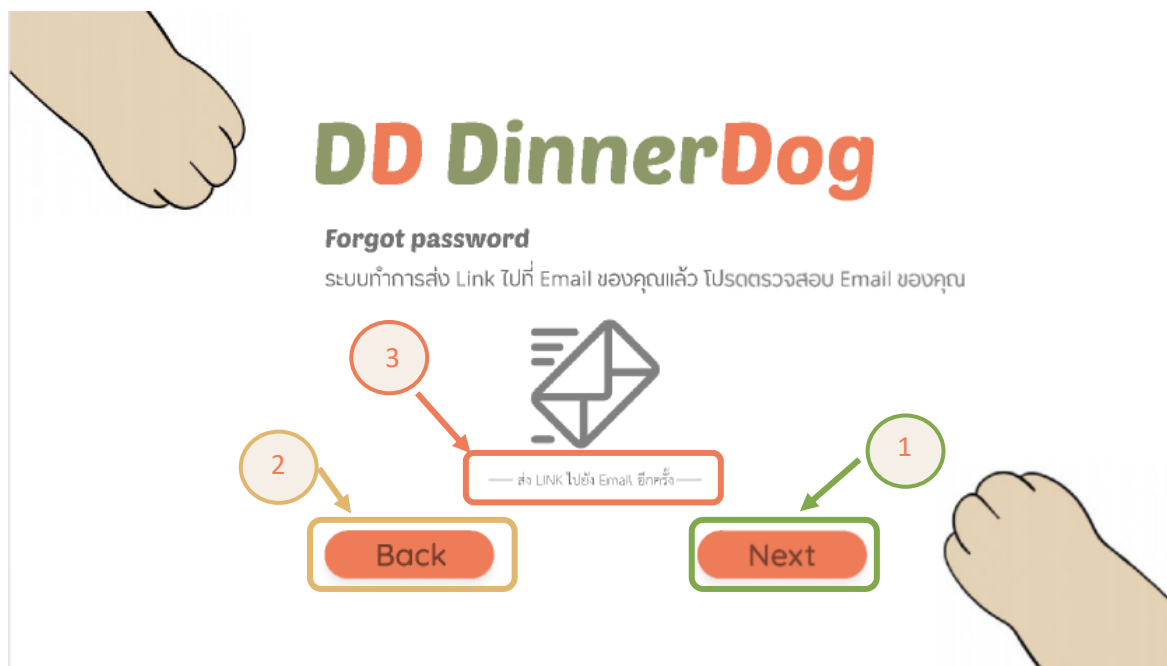 DD DinnerDog
Forgot password
ระบบทำการส่ง Link ไปที่ Email ของคุณแล้ว โปรดตรวจสอบ Email ของคุณ
3
1
2
ส่ง LINK ไปยัง Email อีกครั้ง
Back
Next